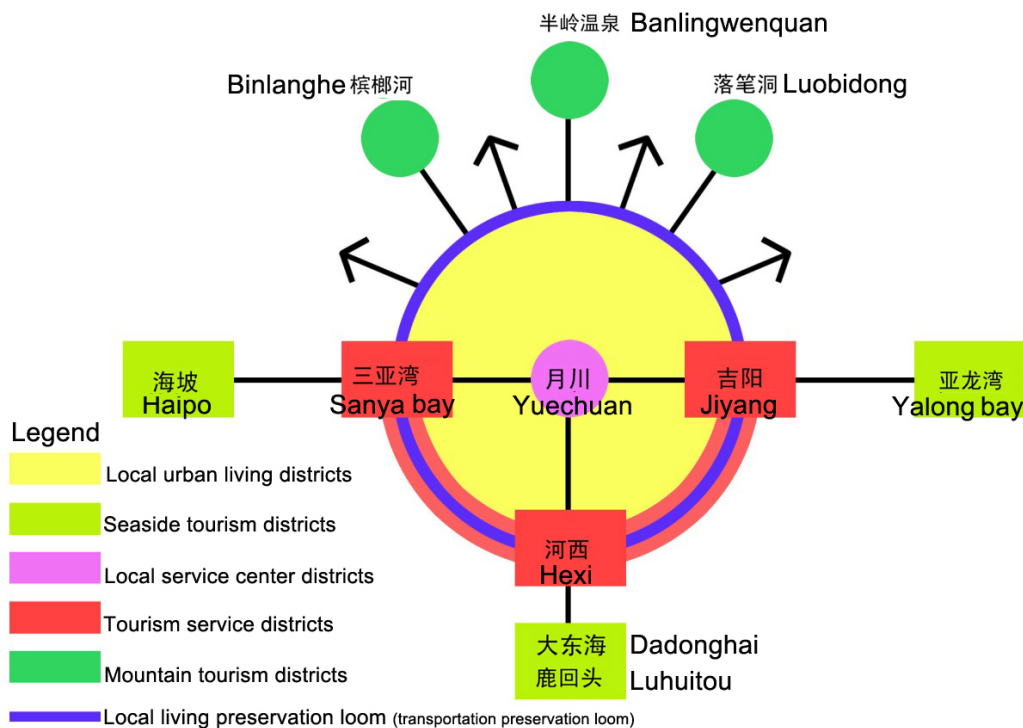 半岭温泉 Banlingwenquan
Binlanghe 槟榔河
落笔洞 Luobidong
海坡
Haipo
三亚湾
Sanya bay
月川
Yuechuan
吉阳
Jiyang
亚龙湾
Yalong bay
河西
Hexi
大东海 Dadonghai
鹿回头 Luhuitou
Legend
Local urban living districts
Seaside tourism districts
Local service center districts
Tourism service districts
Mountain tourism districts
Local living preservation loom (transportation preservation loom)